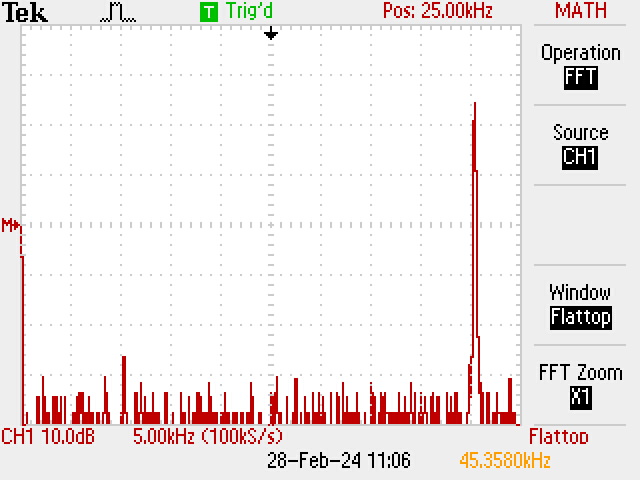 Tek T Trig'd Pos: 25.00kHz MATH
Operation
FFT
Source
CH1
M
Window
Flattop
FFT Zoom
X1
CH1 10.0dB 5.00kHz (100kS/s) Flattop
28-Feb-24 11:06 45.3580kHz